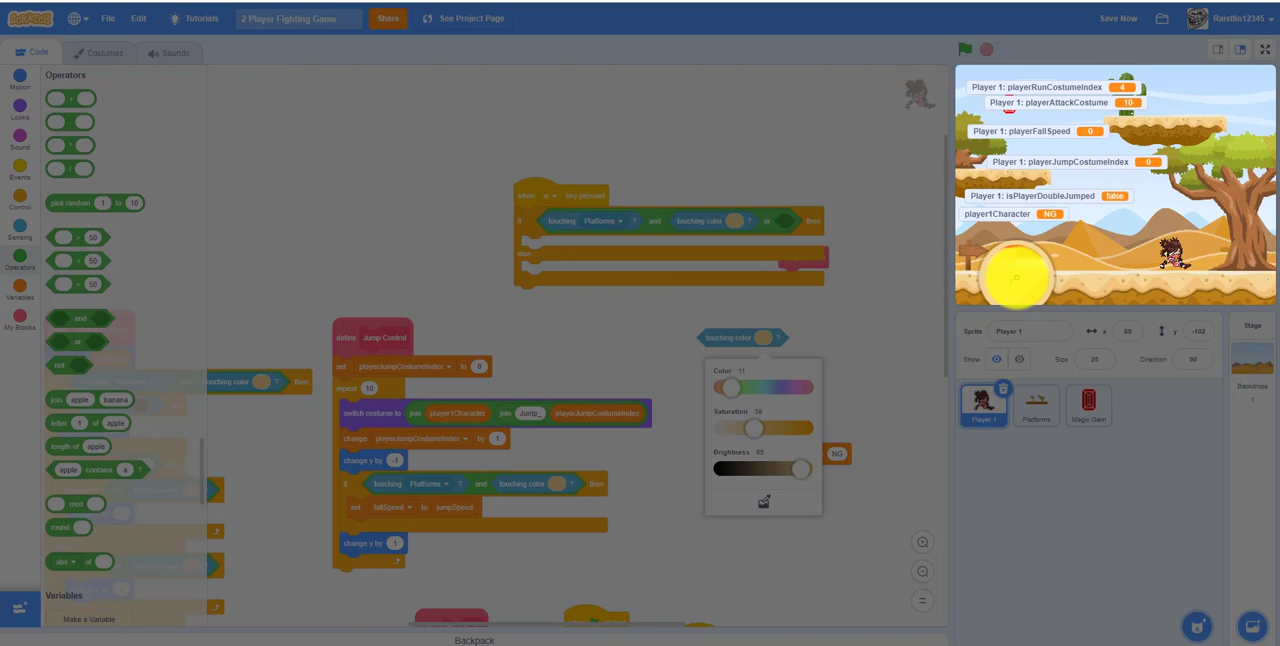 SCRATCH File Edit Tutorials 2 Player Fighting Game Share See Project Page Save Now Raistlin12345
Code Costumes Sounds
Motion
Looks
Sound
Events
Control
Sensing
Operators
Variables
My Blocks
Operators
+
-
*
/
pick random 1 to 10
> 50
< 50
= 50
and
or
not
join apple banana
letter 1 of apple
length of apple
apple contains a ?
mod
round
abs of
Variables
Make a Variable
touching color ? then
when w key pressed
if touching Platforms ? and touching color ? or then
else
define Jump Control
set playerJumpCostumeIndex to 0
repeat 10
switch costume to join player1Character join Jump_ playerJumpCostumeIndex
change playerJumpCostumeIndex by 1
change y by -1
if touching Platforms ? and touching color ? then
set fallSpeed to jumpSpeed
change y by 1
touching color ?
Color 11
Saturation 39
Brightness 95
NG
Backpack
Player 1: playerRunCostumeIndex 4
Player 1: playerAttackCostume 10
Player 1: playerFallSpeed 0
Player 1: playerJumpCostumeIndex 0
Player 1: isPlayerDoubleJumped false
player1Character NG
Sprite Player 1 x 89 y -102
Show Size 25 Direction 90
Player 1
Platforms
Magic Gem
Stage
Backdrops
1